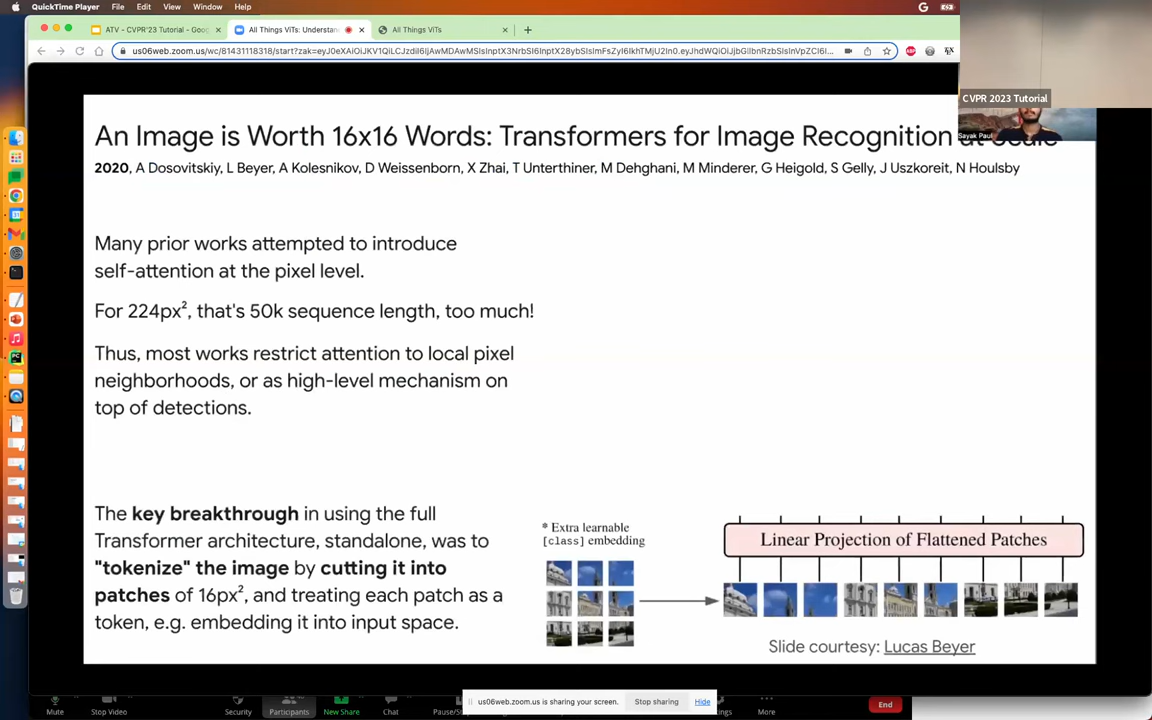 QuickTime Player File Edit View Window Help
ATV - CVPR'23 Tutorial - Goo
All Things ViTs: Understan
All Things ViTs
CVPR 2023 Tutorial
Sayak Paul
An Image is Worth 16x16 Words: Transformers for Image Recognition at Scale
2020, A Dosovitskiy, L Beyer, A Kolesnikov, D Weissenborn, X Zhai, T Unterthiner, M Dehghani, M Minderer, G Heigold, S Gelly, J Uszkoreit, N Houlsby
Many prior works attempted to introduce
self-attention at the pixel level.
For 224px², that's 50k sequence length, too much!
Thus, most works restrict attention to local pixel
neighborhoods, or as high-level mechanism on
top of detections.
The key breakthrough in using the full
Transformer architecture, standalone, was to
"tokenize" the image by cutting it into
patches of 16px², and treating each patch as a
token, e.g. embedding it into input space.
* Extra learnable
[class] embedding
Linear Projection of Flattened Patches
Slide courtesy: Lucas Beyer
us06web.zoom.us is sharing your screen. Stop sharing Hide
Mute Stop Video Security Participants New Share Chat More End